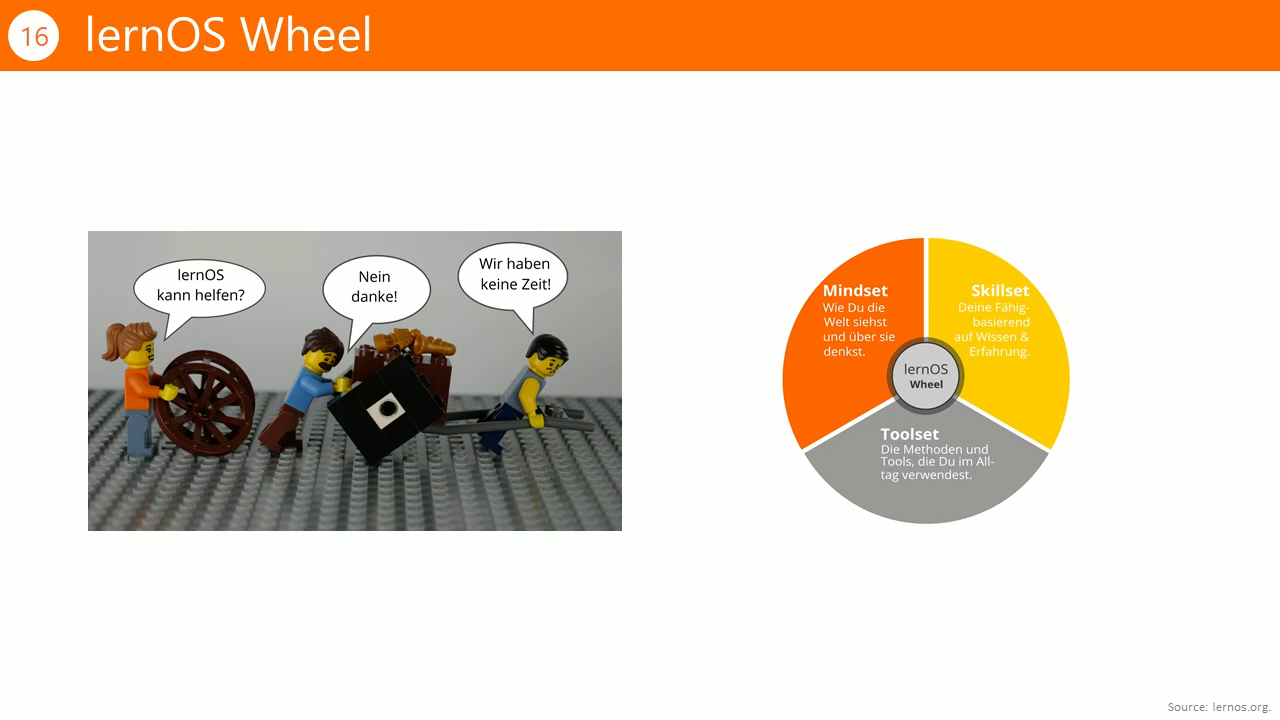 16
lernOS Wheel
lernOS
kann helfen?
Nein
danke!
Wir haben
keine Zeit!
Mindset
Wie Du die
Welt siehst
und über sie
denkst.
Skillset
Deine Fähig-
basierend
auf Wissen &
Erfahrung.
lernOS
Wheel
Toolset
Die Methoden und
Tools, die Du im All-
tag verwendest.
Source: lernos.org.